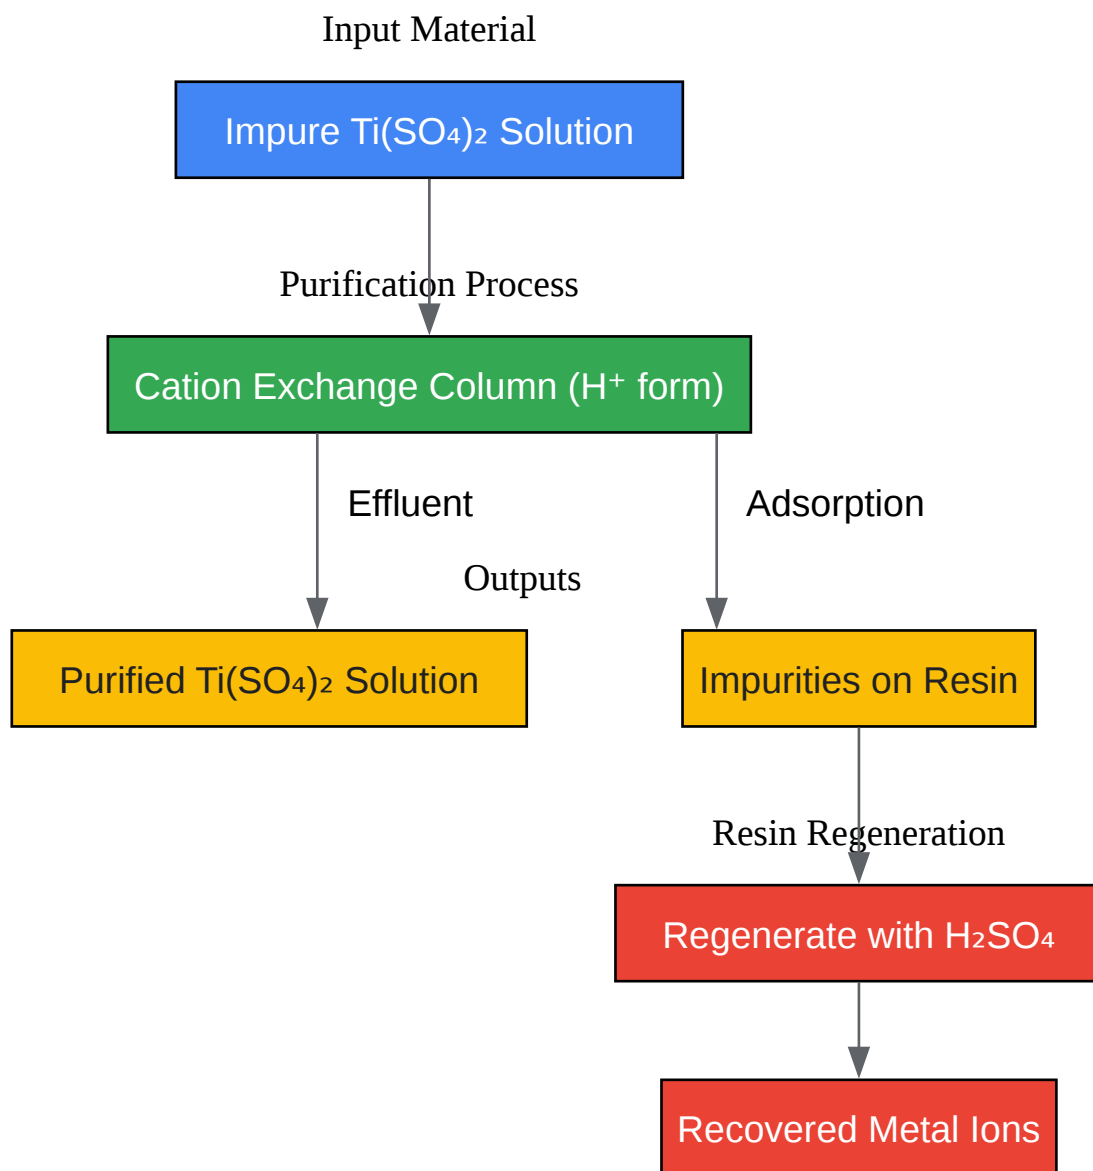 Input Material
Impure Ti(SO₄)₂ Solution
Purification Process
Cation Exchange Column (H⁺ form)
Effluent
Adsorption
Outputs
Purified Ti(SO₄)₂ Solution
Impurities on Resin
Resin Regeneration
Regenerate with H₂SO₄
Recovered Metal Ions